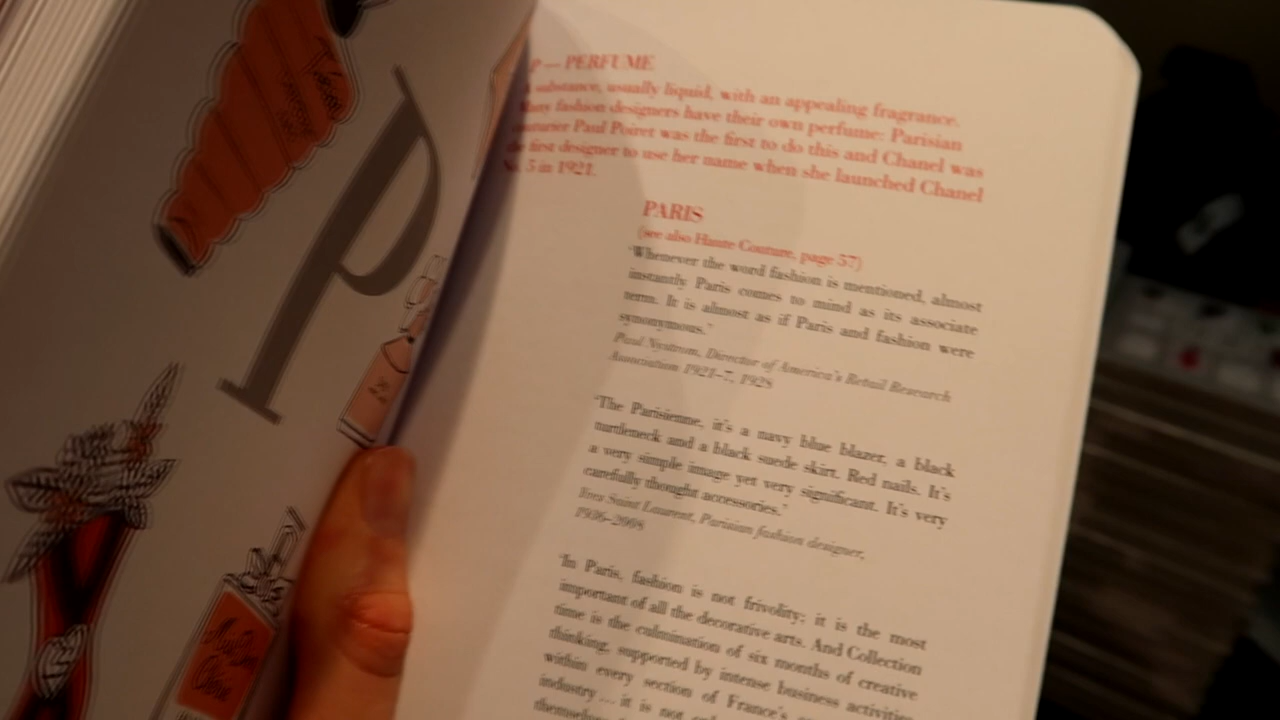 P
P — PERFUME
A substance, usually liquid, with an appealing fragrance.
Many fashion designers have their own perfume: Parisian
couturier Paul Poiret was the first to do this and Chanel was
the first designer to use her name when she launched Chanel
No. 5 in 1921.
PARIS
(see also Haute Couture, page 57)
'Whenever the word fashion is mentioned, almost
instantly Paris comes to mind as its associate
term. It is almost as if Paris and fashion were
synonymous.'
Paul Nystrom, Director of America's Retail Research
Association 1921–7, 1928
'The Parisienne, it's a navy blue blazer, a black
turtleneck and a black suede skirt. Red nails. It's
a very simple image yet very significant. It's very
carefully thought accessories.'
Yves Saint Laurent, Parisian fashion designer,
1936–2008
'In Paris, fashion is not frivolity; it is the most
important of all the decorative arts. And Collection
time is the culmination of six months of creative
thinking, supported by intense business activities
within every section of France's
industry ... it is not